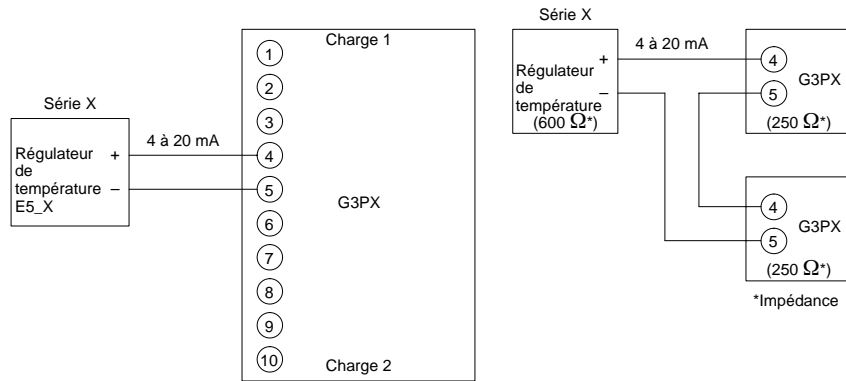 Série X
Régulateur
de
température
E5_X
+
–
4 à 20 mA
Charge 1
1
2
3
4
5
6
7
8
9
10
G3PX
Charge 2
Série X
Régulateur
de
température
(600 Ω*)
+
–
4 à 20 mA
4
5
G3PX
(250 Ω*)
4
5
G3PX
(250 Ω*)
*Impédance